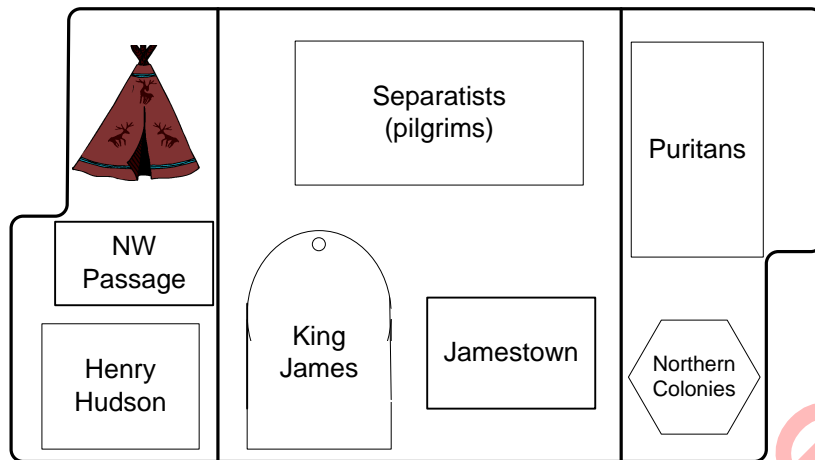 Separatists
(pilgrims)
Puritans
NW
Passage
King
James
Jamestown
Henry
Hudson
Northern
Colonies